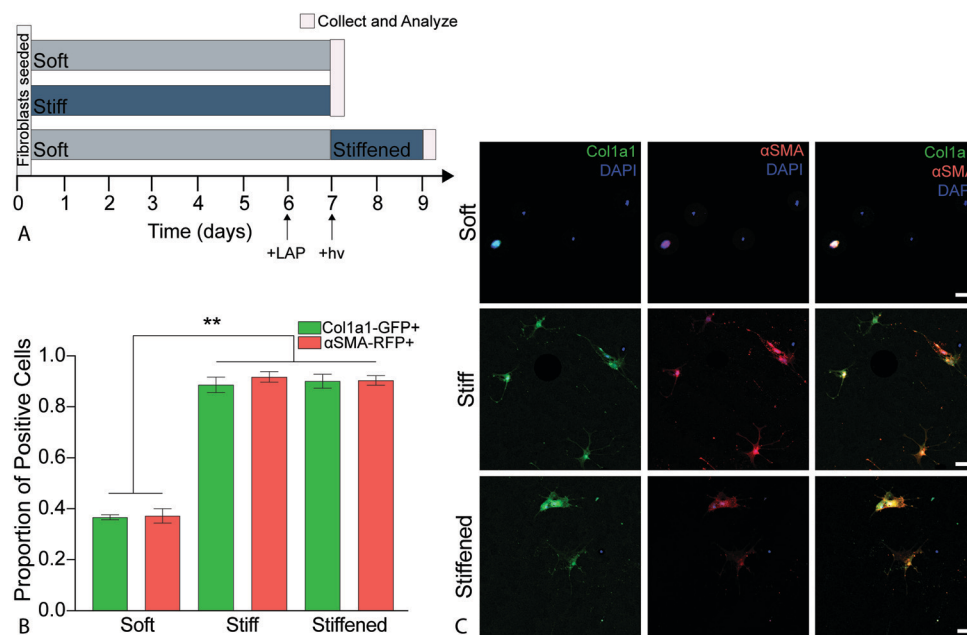 Collect and Analyze
Fibroblasts seeded
Soft
Stiff
Soft
Stiffened
0 1 2 3 4 5 6 7 8 9
Time (days)
+LAP +hv
A
**
Col1a1-GFP+
αSMA-RFP+
Proportion of Positive Cells
1.0
0.8
0.6
0.4
0.2
0.0
Soft Stiff Stiffened
B
Col1a1
DAPI
αSMA
DAPI
Col1a
αSMA
DAP
Soft
Stiff
Stiffened
C